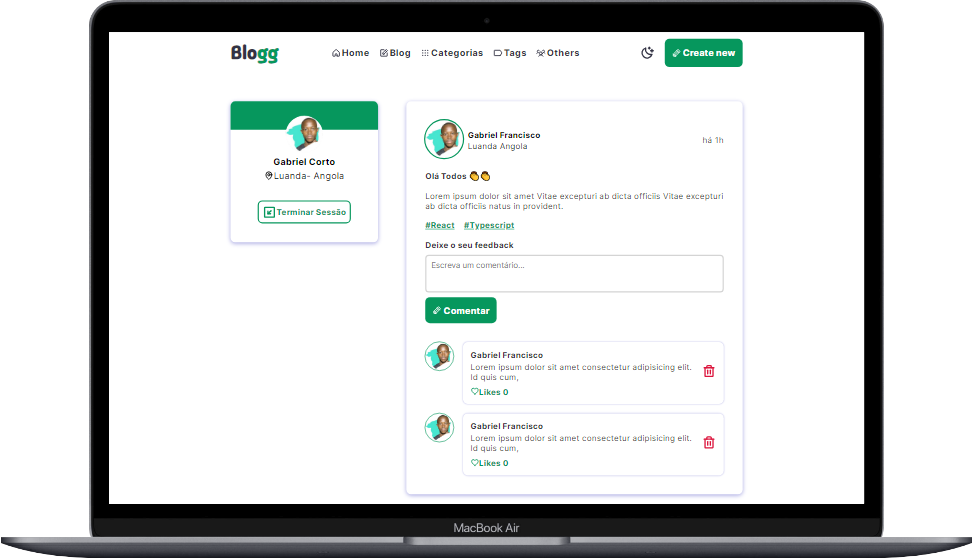 Blogg
Home Blog Categorias Tags Others
Create new
Gabriel Corto
Luanda- Angola
Terminar Sessão
Gabriel Francisco
Luanda Angola
há 1h
Olá Todos 👏👏
Lorem ipsum dolor sit amet Vitae excepturi ab dicta officiis Vitae excepturi
ab dicta officiis natus in provident.
#React #Typescript
Deixe o seu feedback
Escreva um comentário...
Comentar
Gabriel Francisco
Lorem ipsum dolor sit amet consectetur adipisicing elit.
Id quis cum,
Likes 0
Gabriel Francisco
Lorem ipsum dolor sit amet consectetur adipisicing elit.
Id quis cum,
Likes 0
MacBook Air